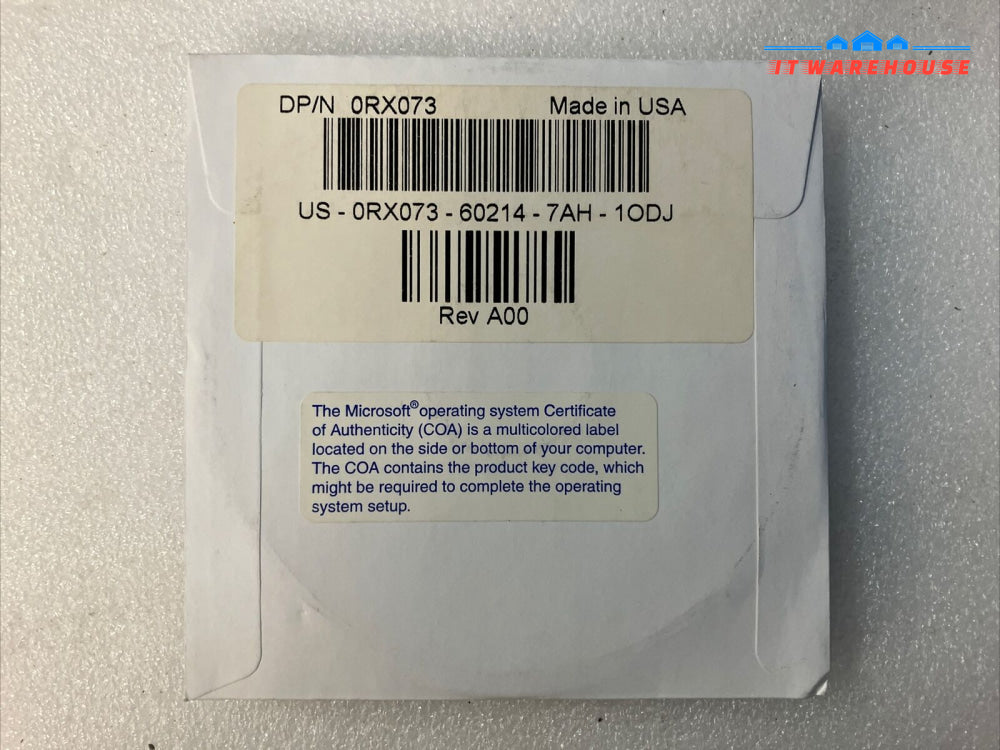 ITWAREHOUSE
DP/N 0RX073 Made in USA
US - 0RX073 - 60214 - 7AH - 1ODJ
Rev A00
The Microsoft® operating system Certificate
of Authenticity (COA) is a multicolored label
located on the side or bottom of your computer.
The COA contains the product key code, which
might be required to complete the operating
system setup.